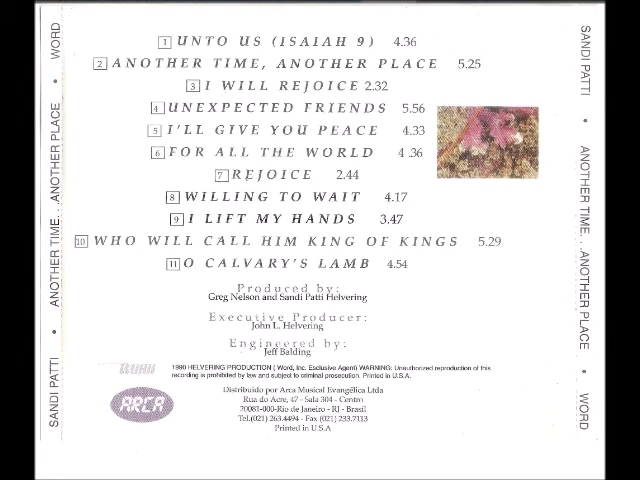 1 UNTO US (ISAIAH 9) 4.36
2 ANOTHER TIME, ANOTHER PLACE 5.25
3 I WILL REJOICE 2.32
4 UNEXPECTED FRIENDS 5.56
5 I'LL GIVE YOU PEACE 4.33
6 FOR ALL THE WORLD 4.36
7 REJOICE 2.44
8 WILLING TO WAIT 4.17
9 I LIFT MY HANDS 3.47
10 WHO WILL CALL HIM KING OF KINGS 5.29
11 O CALVARY'S LAMB 4.54
Produced by:
Greg Nelson and Sandi Patti Helvering
Executive Producer:
John L. Helvering
Engineered by:
Jeff Balding
WORD
1990 HELVERING PRODUCTION ( Word, Inc. Esclusive Agent) WARNING: Unauthorized reproduction of this
recording is prohibited by law and subject to criminal prosecution. Printed in U.S.A.
ARCA
Distribuido por Arca Musical Evangélica Ltda
Rua do Acre, 47 - Sala 304 - Centro
20081-000-Rio de Janeiro - RJ - Brasil
Tel.(021) 263.4494 - Fax (021) 233.7113
Printed in U.S.A
SANDI PATTI • ANOTHER TIME. . .ANOTHER PLACE • WORD
SANDI PATTI • ANOTHER TIME. . .ANOTHER PLACE • WORD